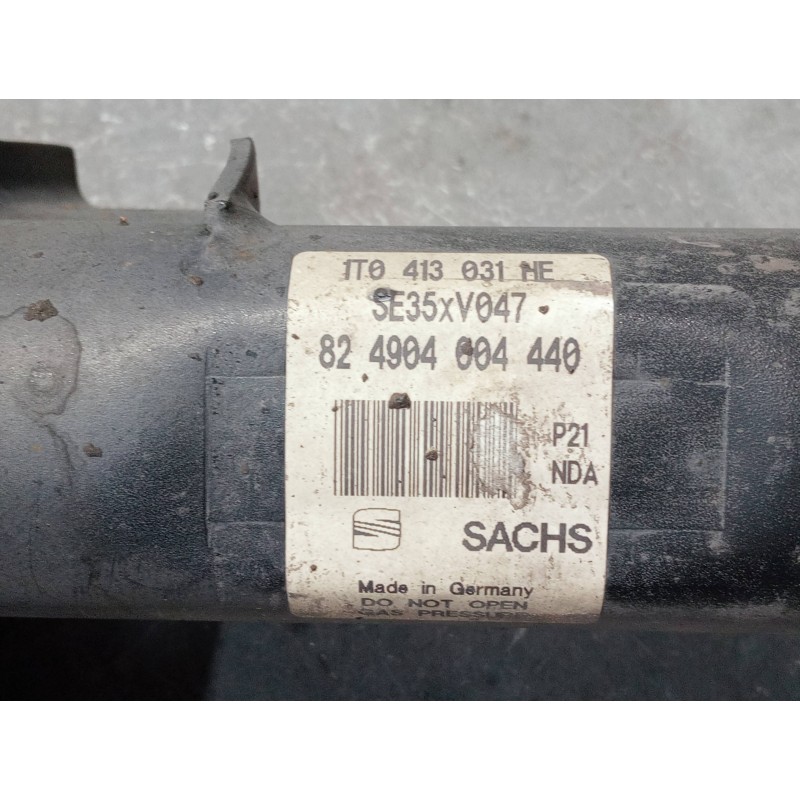 1T0 413 031 HE
SE35xV047
82 4904 004 440
P21
NDA
SACHS
Made in Germany
DO NOT OPEN
GAS PRESSURE